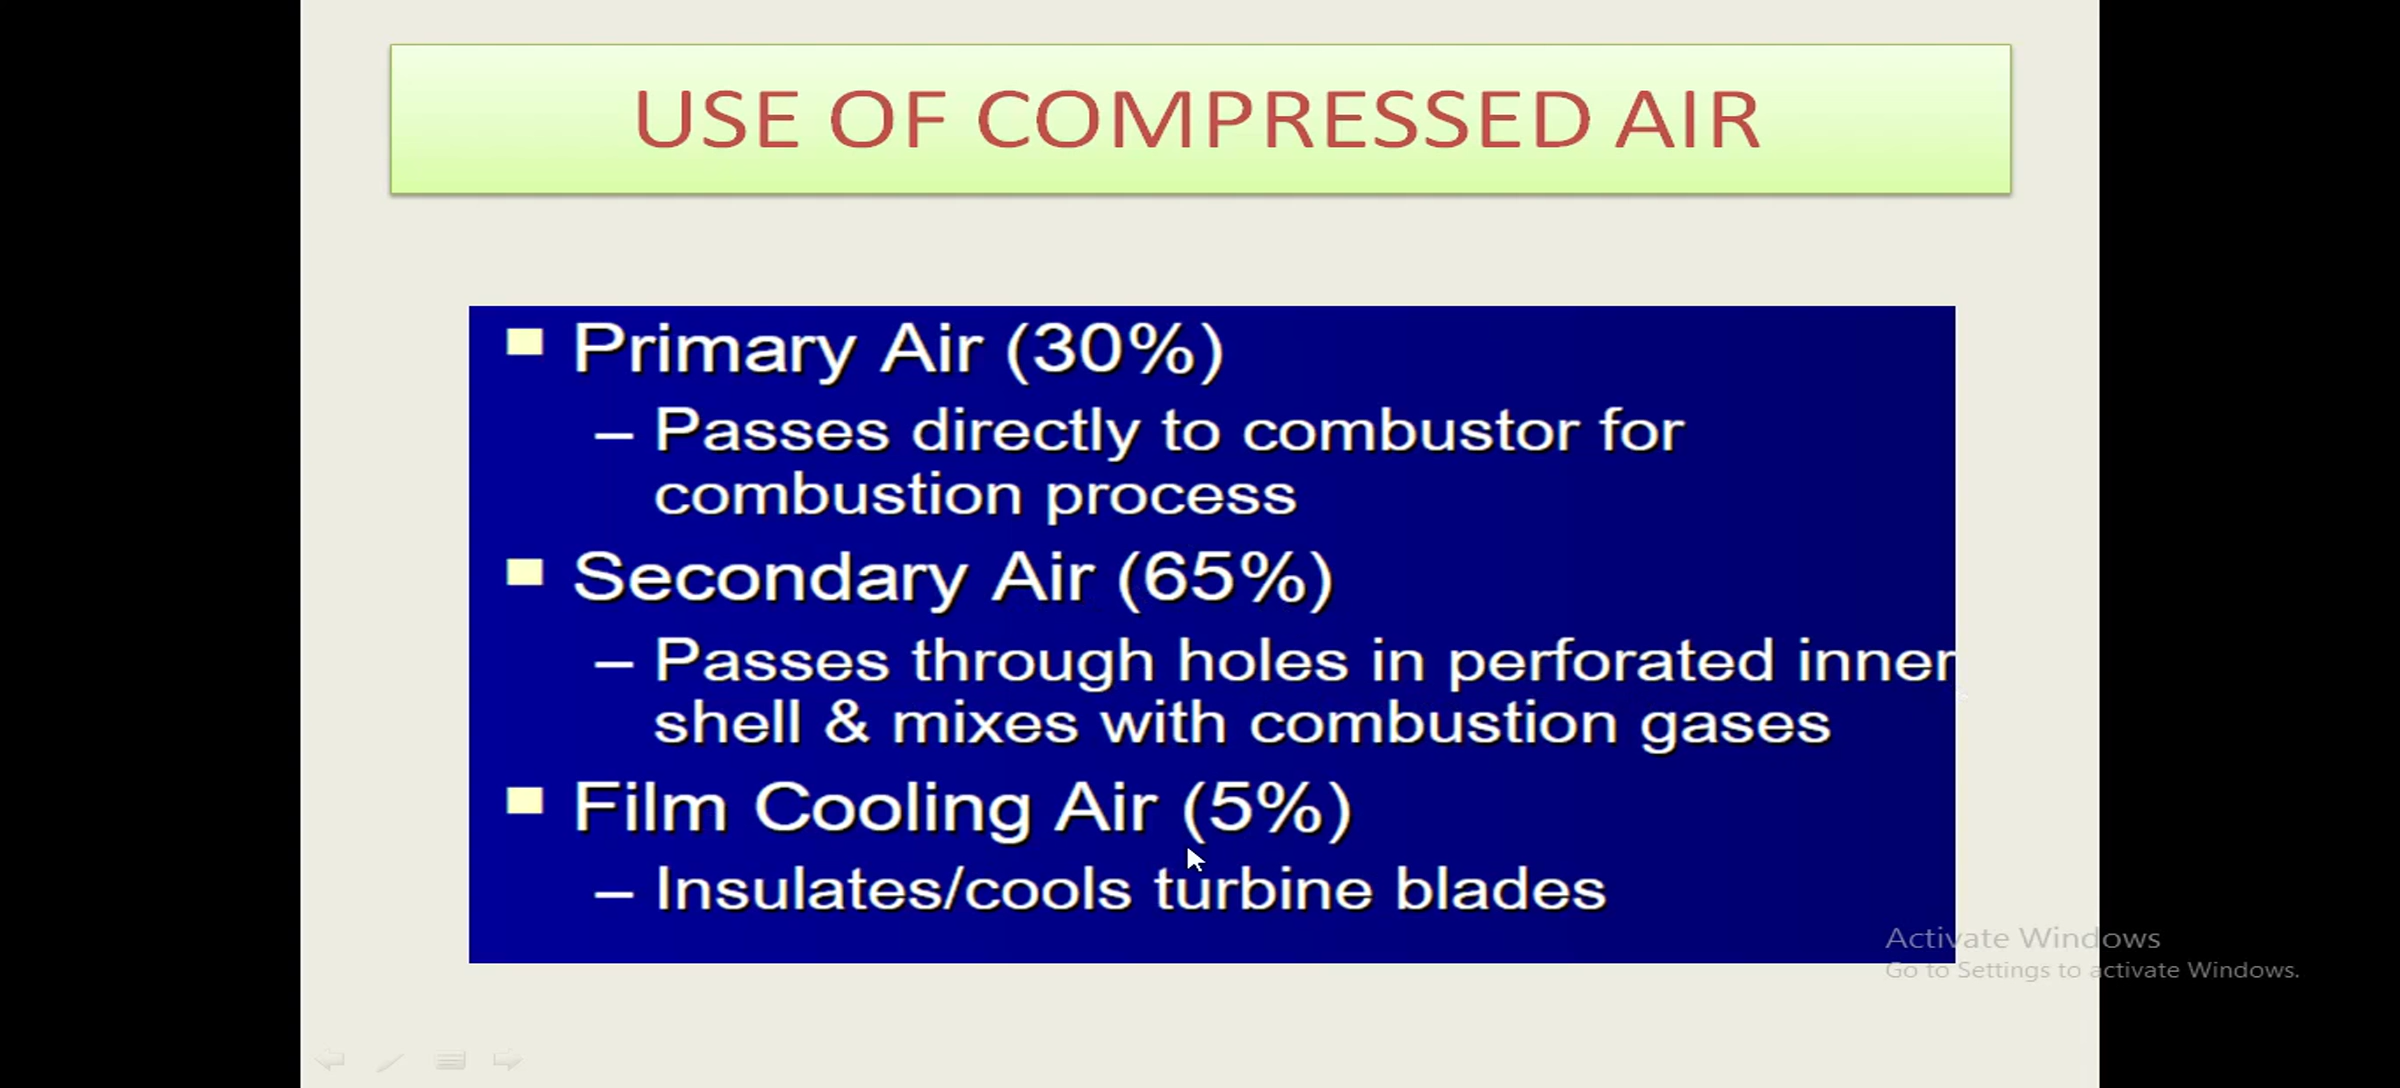 USE OF COMPRESSED AIR
Primary Air (30%)
– Passes directly to combustor for
combustion process
Secondary Air (65%)
– Passes through holes in perforated inner
shell & mixes with combustion gases
Film Cooling Air (5%)
– Insulates/cools turbine blades
Activate Windows
Go to Settings to activate Windows.